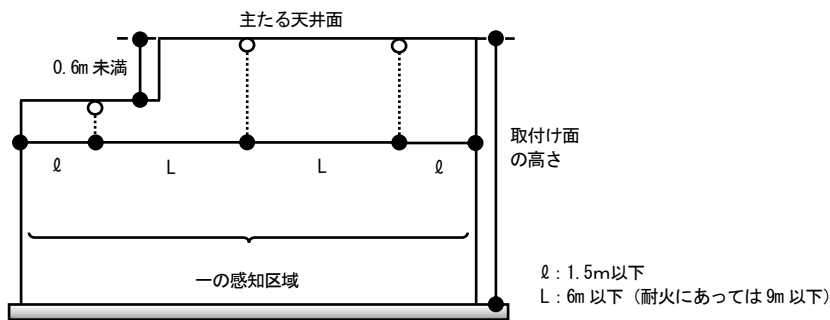 主たる天井面
0.6m 未満
取付け面
の高さ
ℓ
L
L
ℓ
一の感知区域
ℓ：1.5ｍ以下
L：6m 以下（耐火にあっては 9m 以下）